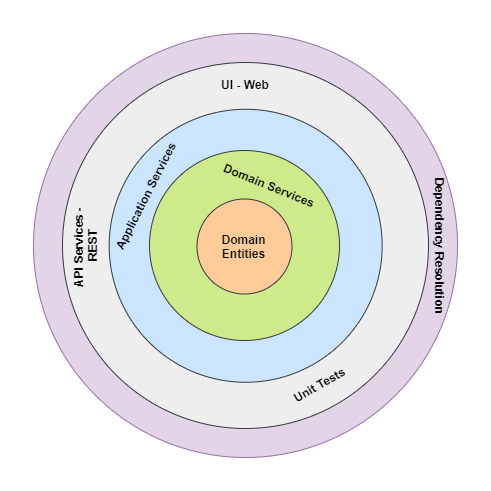 UI - Web
Application Services
Domain Services
Domain
Entities
API Services -
REST
Dependency Resolution
Unit Tests